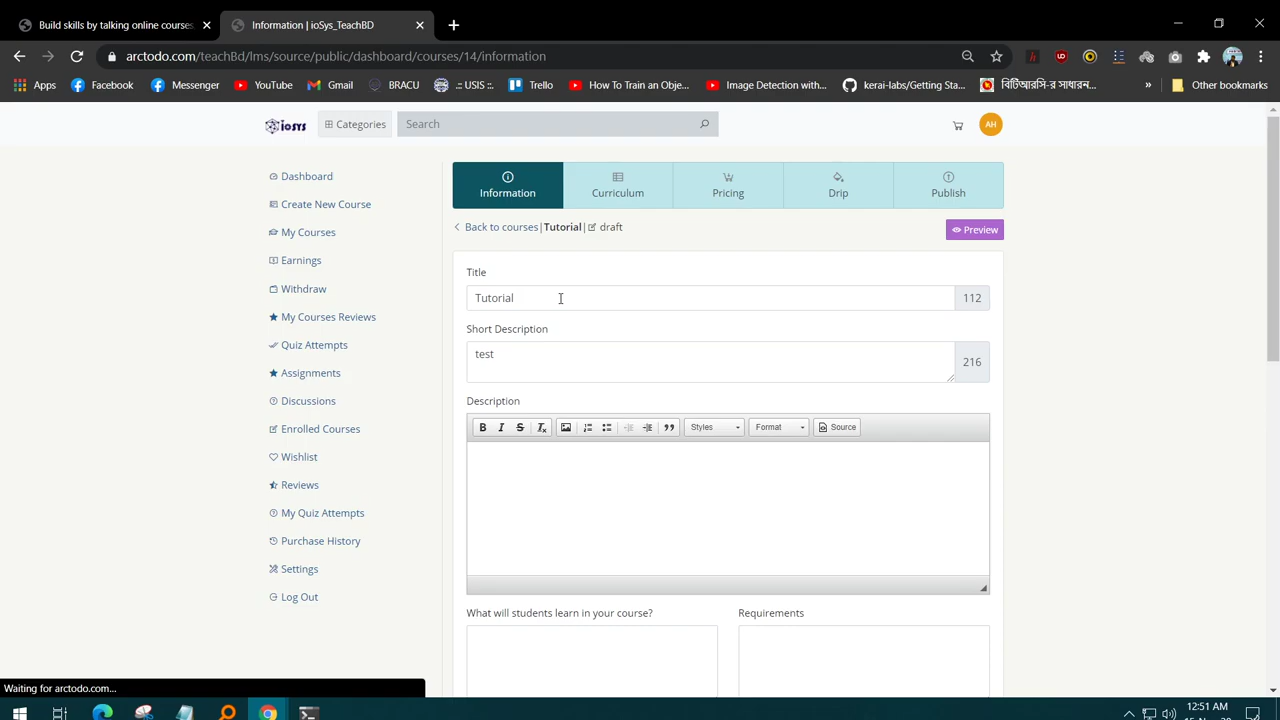 Build skills by talking online courses
Information | ioSys_TeachBD
arctodo.com/teachBd/lms/source/public/dashboard/courses/14/information
Apps
Facebook
Messenger
YouTube
Gmail
BRACU
::: USIS :::.
Trello
How To Train an Obje...
Image Detection with...
kerai-labs/Getting Sta...
বিটিআরসি-র সাধারন...
Other bookmarks
ioSys
Categories
Search
AH
Dashboard
Create New Course
My Courses
Earnings
Withdraw
My Courses Reviews
Quiz Attempts
Assignments
Discussions
Enrolled Courses
Wishlist
Reviews
My Quiz Attempts
Purchase History
Settings
Log Out
Information
Curriculum
Pricing
Drip
Publish
Back to courses | Tutorial | draft
Preview
Title
Tutorial
112
Short Description
test
216
Description
Styles
Format
Source
What will students learn in your course?
Requirements
Waiting for arctodo.com...
12:51 AM